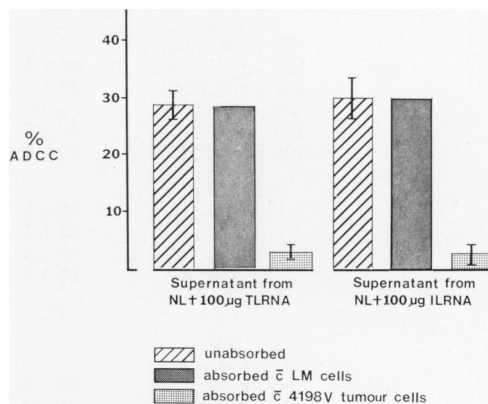 40
30
%
ADCC
20
10
Supernatant from
NL+100µg TLRNA
Supernatant from
NL+100µg ILRNA
unabsorbed
absorbed c̄ LM cells
absorbed c̄ 4198V tumour cells